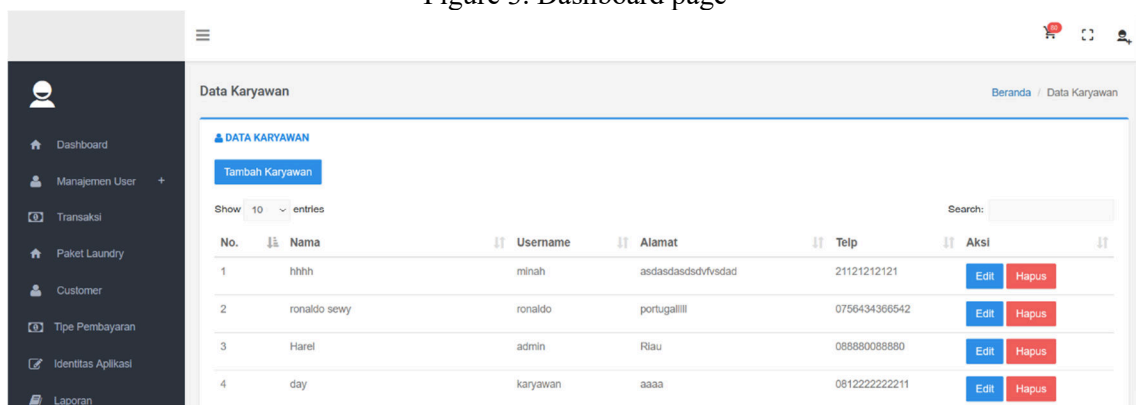 Figure 3. Dashboard page
Data Karyawan
Beranda / Data Karyawan
DATA KARYAWAN
Tambah Karyawan
Dashboard
Manajemen User +
Transaksi
Paket Laundry
Customer
Tipe Pembayaran
Identitas Aplikasi
Laporan
Show 10 entries
Search:
No. Nama Username Alamat Telp Aksi
1 hhhh minah asdasdasdsdvfvsdad 21121212121 Edit Hapus
2 ronaldo sewy ronaldo portugalllll 0756434366542 Edit Hapus
3 Harel admin Riau 088880088880 Edit Hapus
4 day karyawan aaaa 0812222222211 Edit Hapus